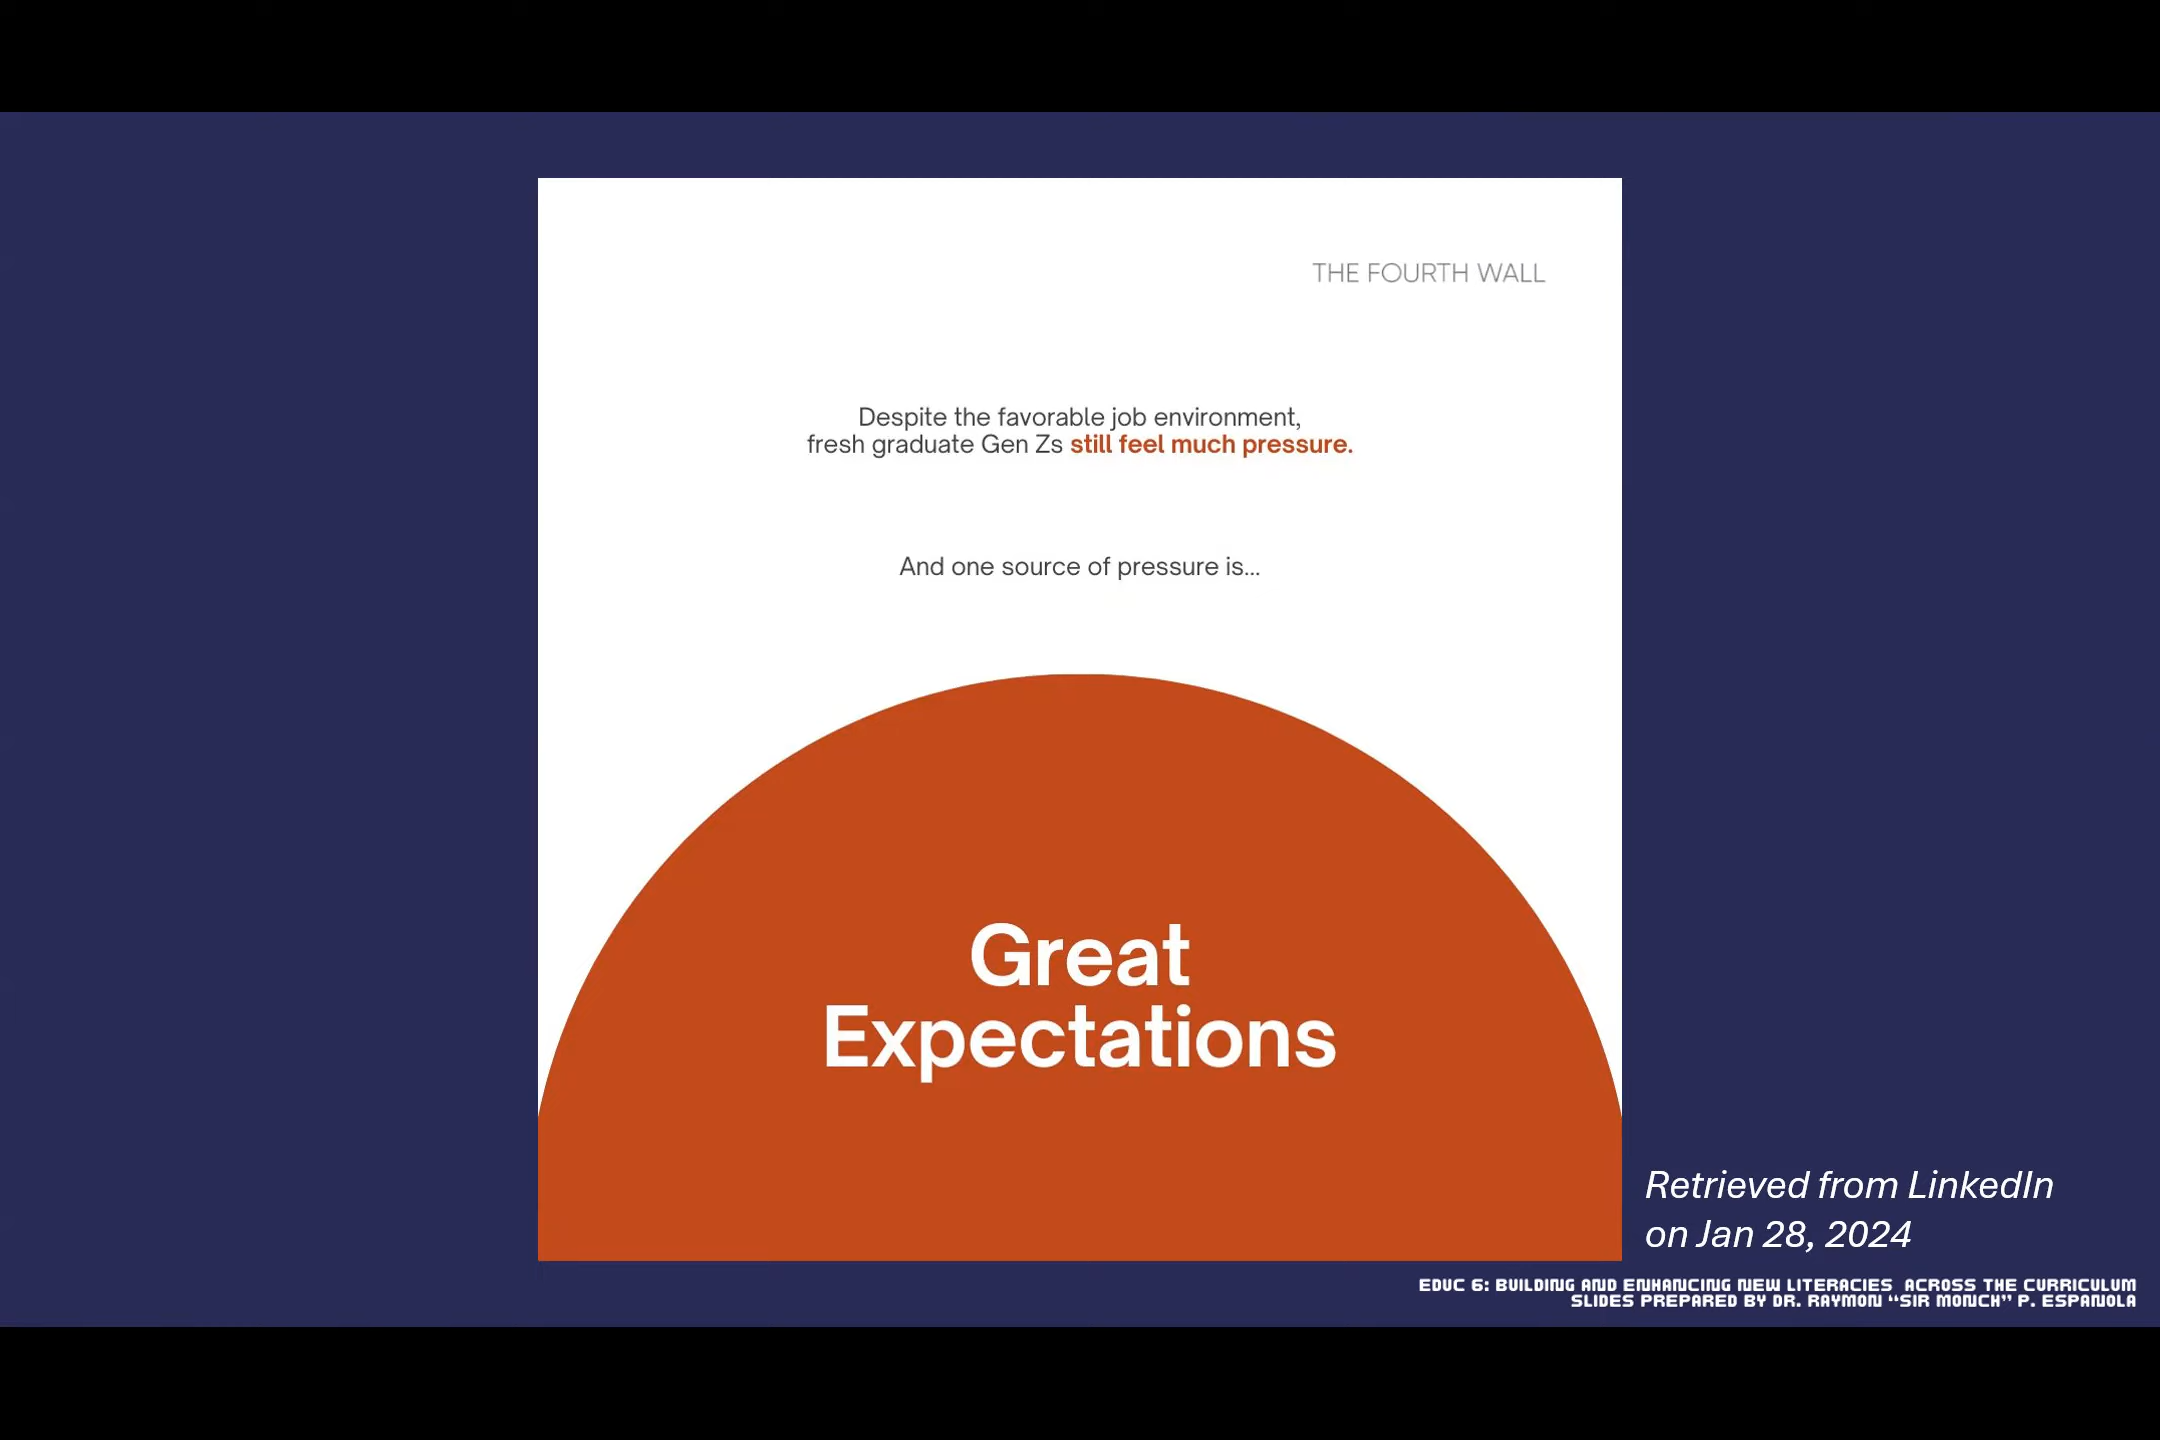 THE FOURTH WALL
Despite the favorable job environment,
fresh graduate Gen Zs still feel much pressure.
And one source of pressure is...
Great
Expectations
Retrieved from LinkedIn
on Jan 28, 2024
EDUC 6: BUILDING AND ENHANCING NEW LITERACIES ACROSS THE CURRICULUM
SLIDES PREPARED BY DR. RAYMON “SIR MONCH” P. ESPANOLA